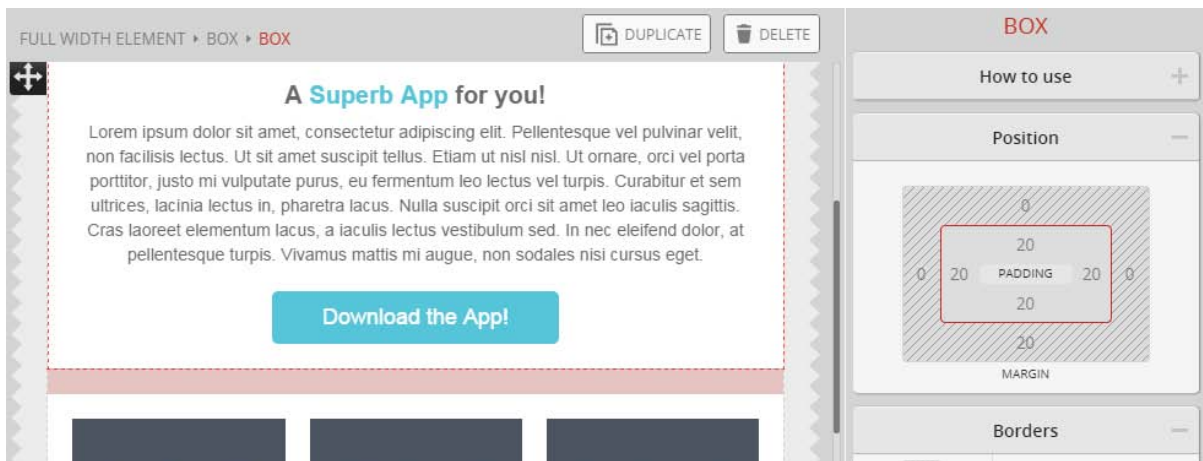 FULL WIDTH ELEMENT ▸ BOX ▸ BOX
DUPLICATE
DELETE
A Superb App for you!
Lorem ipsum dolor sit amet, consectetur adipiscing elit. Pellentesque vel pulvinar velit,
non facilisis lectus. Ut sit amet suscipit tellus. Etiam ut nisl nisl. Ut ornare, orci vel porta
porttitor, justo mi vulputate purus, eu fermentum leo lectus vel turpis. Curabitur et sem
ultrices, lacinia lectus in, pharetra lacus. Nulla suscipit orci sit amet leo iaculis sagittis.
Cras laoreet elementum lacus, a iaculis lectus vestibulum sed. In nec eleifend dolor, at
pellentesque turpis. Vivamus mattis mi augue, non sodales nisi cursus eget.
Download the App!
BOX
How to use
Position
0
20
0 20 PADDING 20 0
20
20
MARGIN
Borders